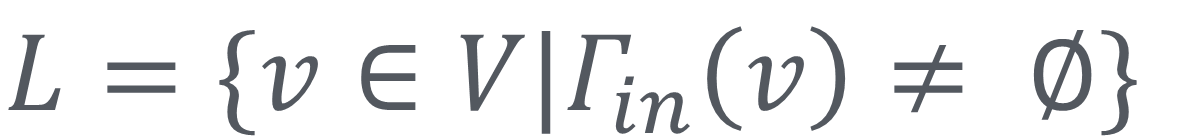 L = {v ∈ V|Γ_in(v) ≠ ∅}